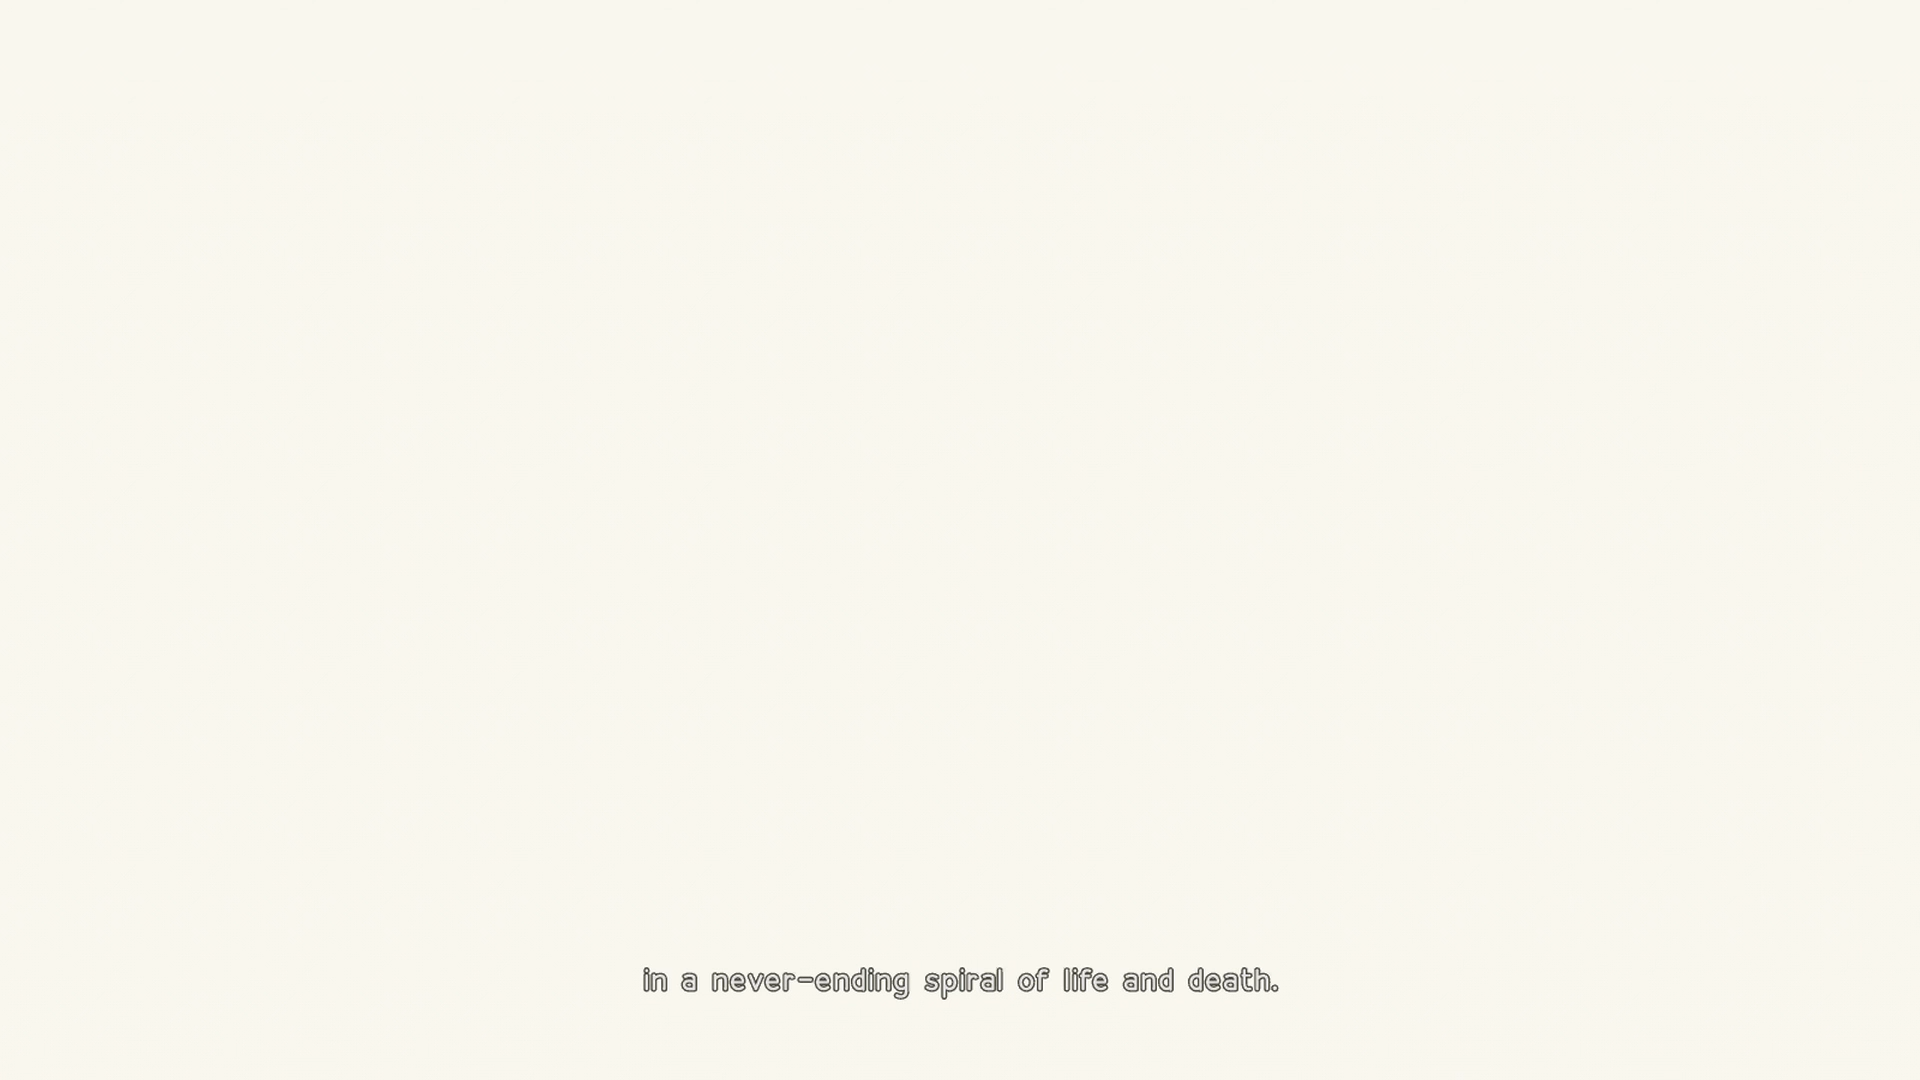 in a never-ending spiral of life and death.